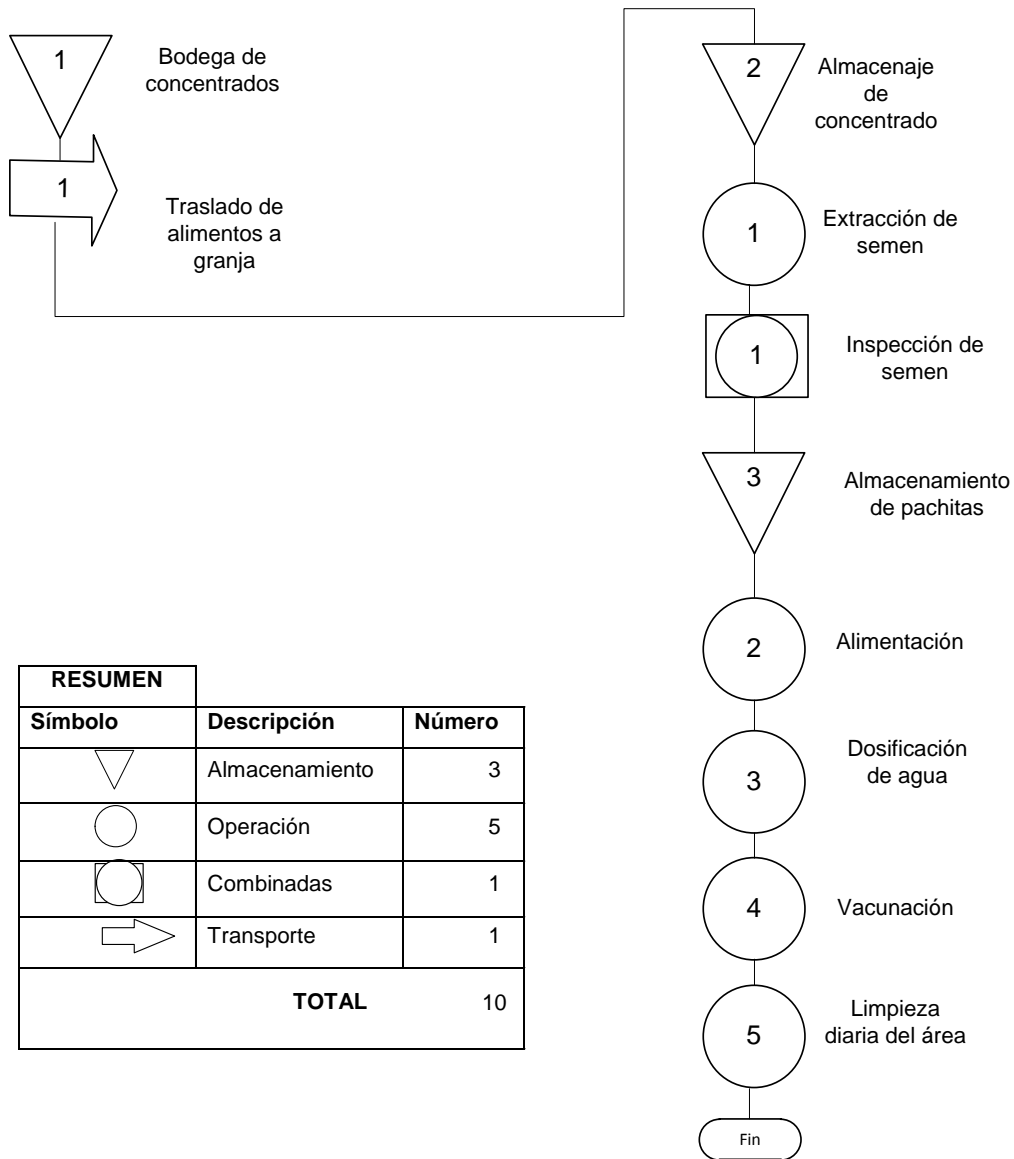 1
Bodega de
concentrados
1
Traslado de
alimentos a
granja
2
Almacenaje
de
concentrado
1
Extracción de
semen
1
Inspección de
semen
3
Almacenamiento
de pachitas
2
Alimentación
3
Dosificación
de agua
4
Vacunación
5
Limpieza
diaria del área
Fin
RESUMEN
Símbolo Descripción Número
Almacenamiento 3
Operación 5
Combinadas 1
Transporte 1
TOTAL 10